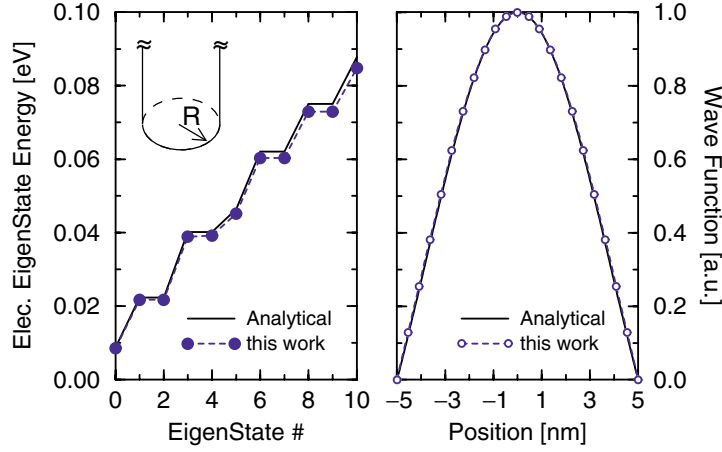 Elec. EigenState Energy [eV]
0.10
0.08
0.06
0.04
0.02
0.00
≈ ≈
R
Analytical
this work
0 2 4 6 8 10
EigenState #
Analytical
this work
−5 −3 −1 1 3 5
Position [nm]
1.0
0.8
0.6
0.4
0.2
0.0
Wave Function [a.u.]